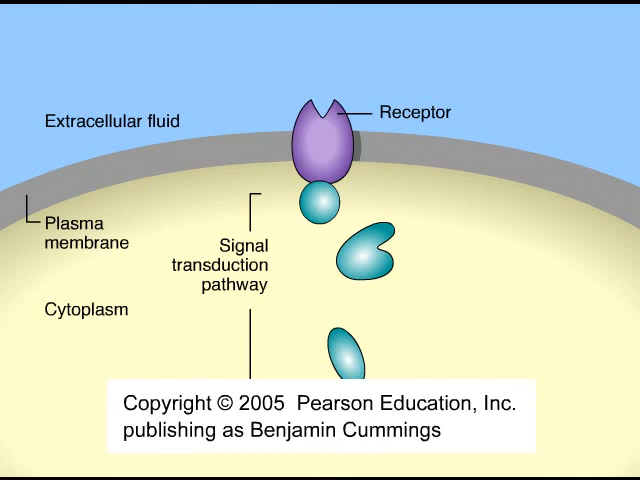 Receptor
Extracellular fluid
Plasma
membrane
Signal
transduction
pathway
Cytoplasm
Copyright © 2005 Pearson Education, Inc.
publishing as Benjamin Cummings